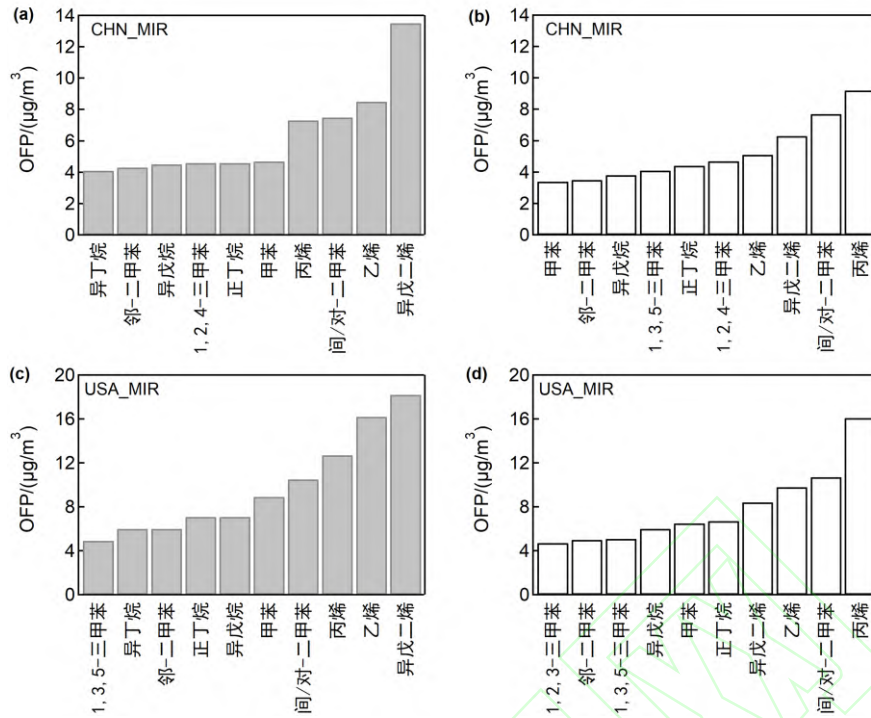 (a)
CHN_MIR
OFP/(μg/m³)
14
12
10
8
6
4
2
0
异丁烷
邻-二甲苯
异戊烷
1,2,4-三甲苯
正丁烷
甲苯
丙烯
间/对-二甲苯
乙烯
异戊二烯
(b)
CHN_MIR
OFP/(μg/m³)
14
12
10
8
6
4
2
0
甲苯
邻-二甲苯
异戊烷
1,3,5-三甲苯
正丁烷
1,2,4-三甲苯
乙烯
异戊二烯
间/对-二甲苯
丙烯
(c)
USA_MIR
OFP/(μg/m³)
20
16
12
8
4
0
1,3,5-三甲苯
异丁烷
邻-二甲苯
正丁烷
异戊烷
甲苯
间/对-二甲苯
丙烯
乙烯
异戊二烯
(d)
USA_MIR
OFP/(μg/m³)
20
16
12
8
4
0
1,2,3-三甲苯
邻-二甲苯
1,3,5-三甲苯
异戊烷
甲苯
正丁烷
异戊二烯
乙烯
间/对-二甲苯
丙烯